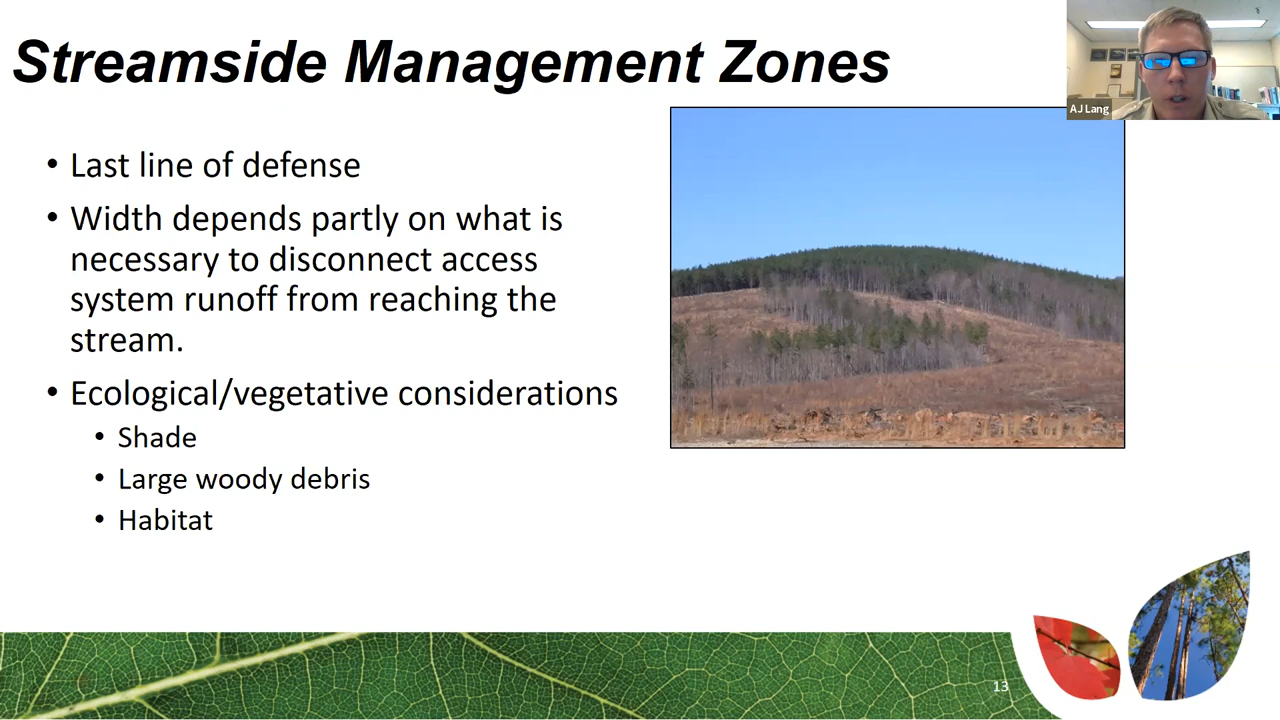 Streamside Management Zones
AJ Lang
• Last line of defense
• Width depends partly on what is
necessary to disconnect access
system runoff from reaching the
stream.
• Ecological/vegetative considerations
• Shade
• Large woody debris
• Habitat
13